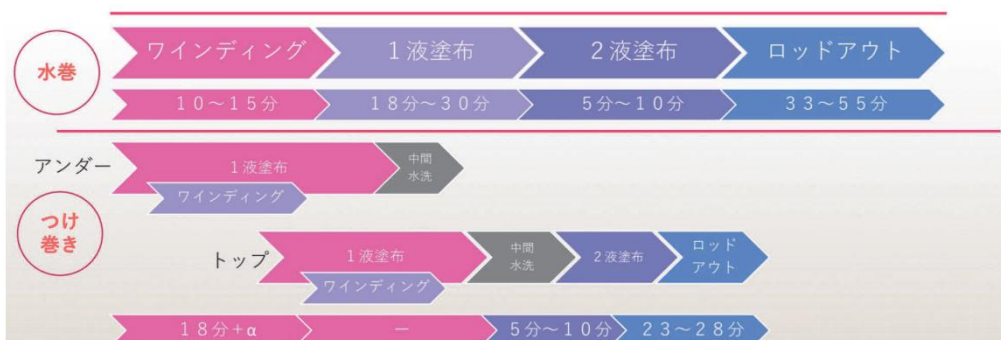 水巻
ワインディング
１液塗布
２液塗布
ロッドアウト
１０〜１５分
１８分〜３０分
５分〜１０分
３３〜５５分
アンダー
１液塗布
中間
水洗
ワインディング
つけ
巻き
トップ
１液塗布
中間
水洗
２液塗布
ロッド
アウト
ワインディング
１８分＋α
－
５分〜１０分
２３〜２８分